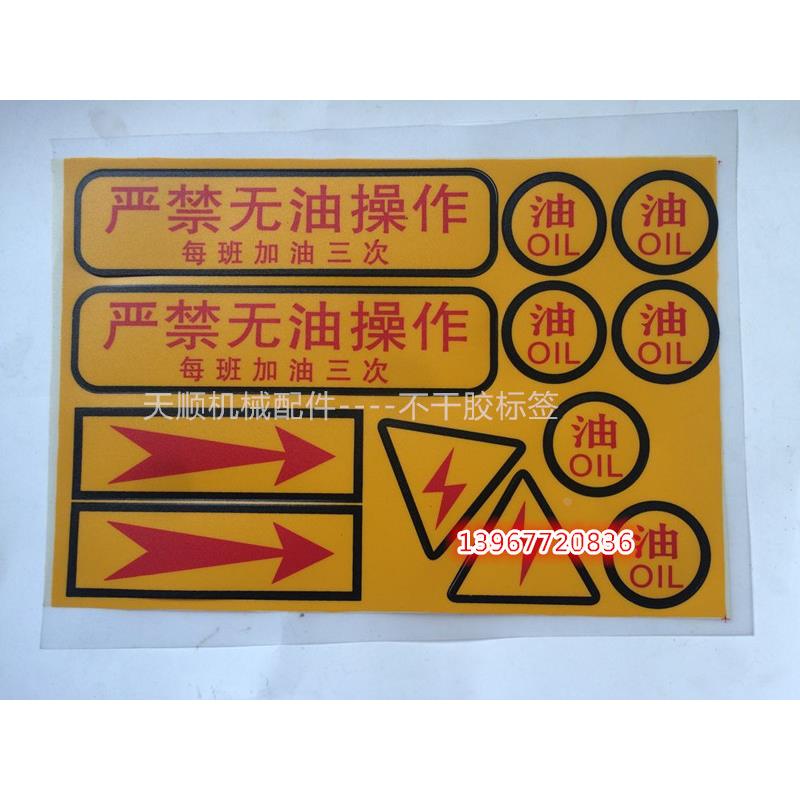 严禁无油操作
每班加油三次
油
OIL
油
OIL
严禁无油操作
每班加油三次
油
OIL
油
OIL
天顺机械配件----不干胶标签
油
OIL
13967720836
油
OIL